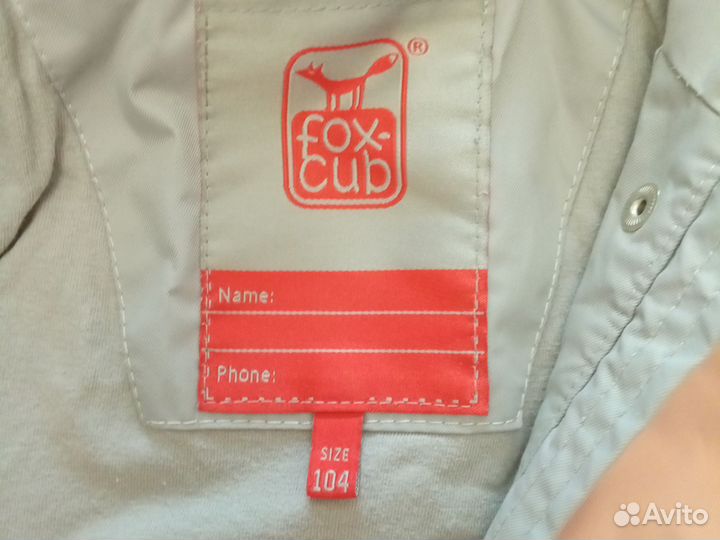 ®
fox-
cub
Name:
Phone:
SIZE
104
Avito